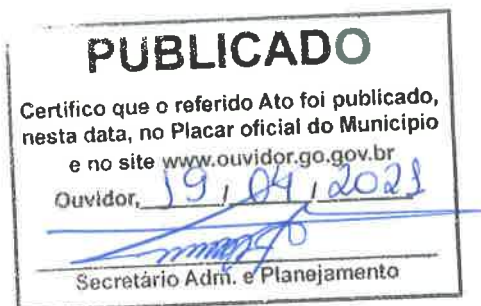 PUBLICADO
Certifico que o referido Ato foi publicado,
nesta data, no Placar oficial do Município
e no site www.ouvidor.go.gov.br
Ouvidor, 19 / 04 / 2021
Secretário Adm. e Planejamento